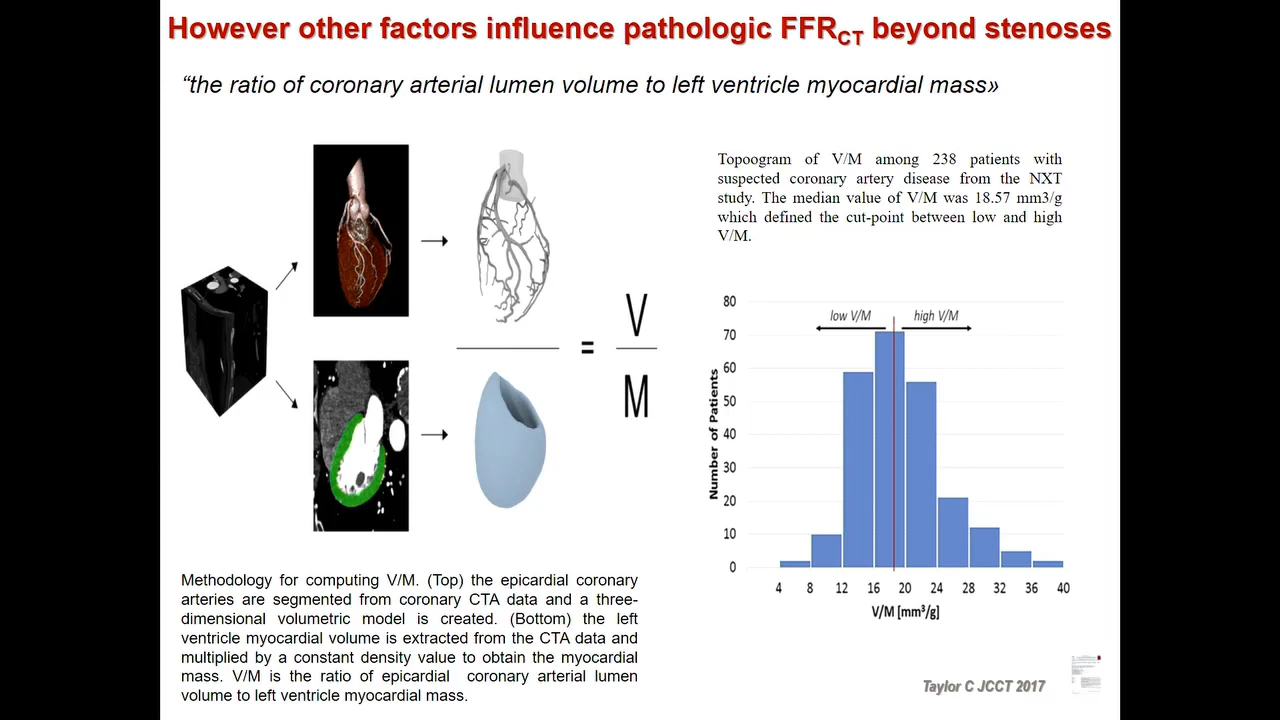 However other factors influence pathologic FFRCT beyond stenoses
“the ratio of coronary arterial lumen volume to left ventricle myocardial mass»
Topoogram of V/M among 238 patients with
suspected coronary artery disease from the NXT
study. The median value of V/M was 18.57 mm3/g
which defined the cut-point between low and high
V/M.
=
V
M
80
70
60
50
40
30
20
10
0
low V/M
high V/M
Number of Patients
4 8 12 16 20 24 28 32 36 40
V/M [mm³/g]
Methodology for computing V/M. (Top) the epicardial coronary
arteries are segmented from coronary CTA data and a three-
dimensional volumetric model is created. (Bottom) the left
ventricle myocardial volume is extracted from the CTA data and
multiplied by a constant density value to obtain the myocardial
mass. V/M is the ratio of epicardial coronary arterial lumen
volume to left ventricle myocardial mass.
Taylor C JCCT 2017